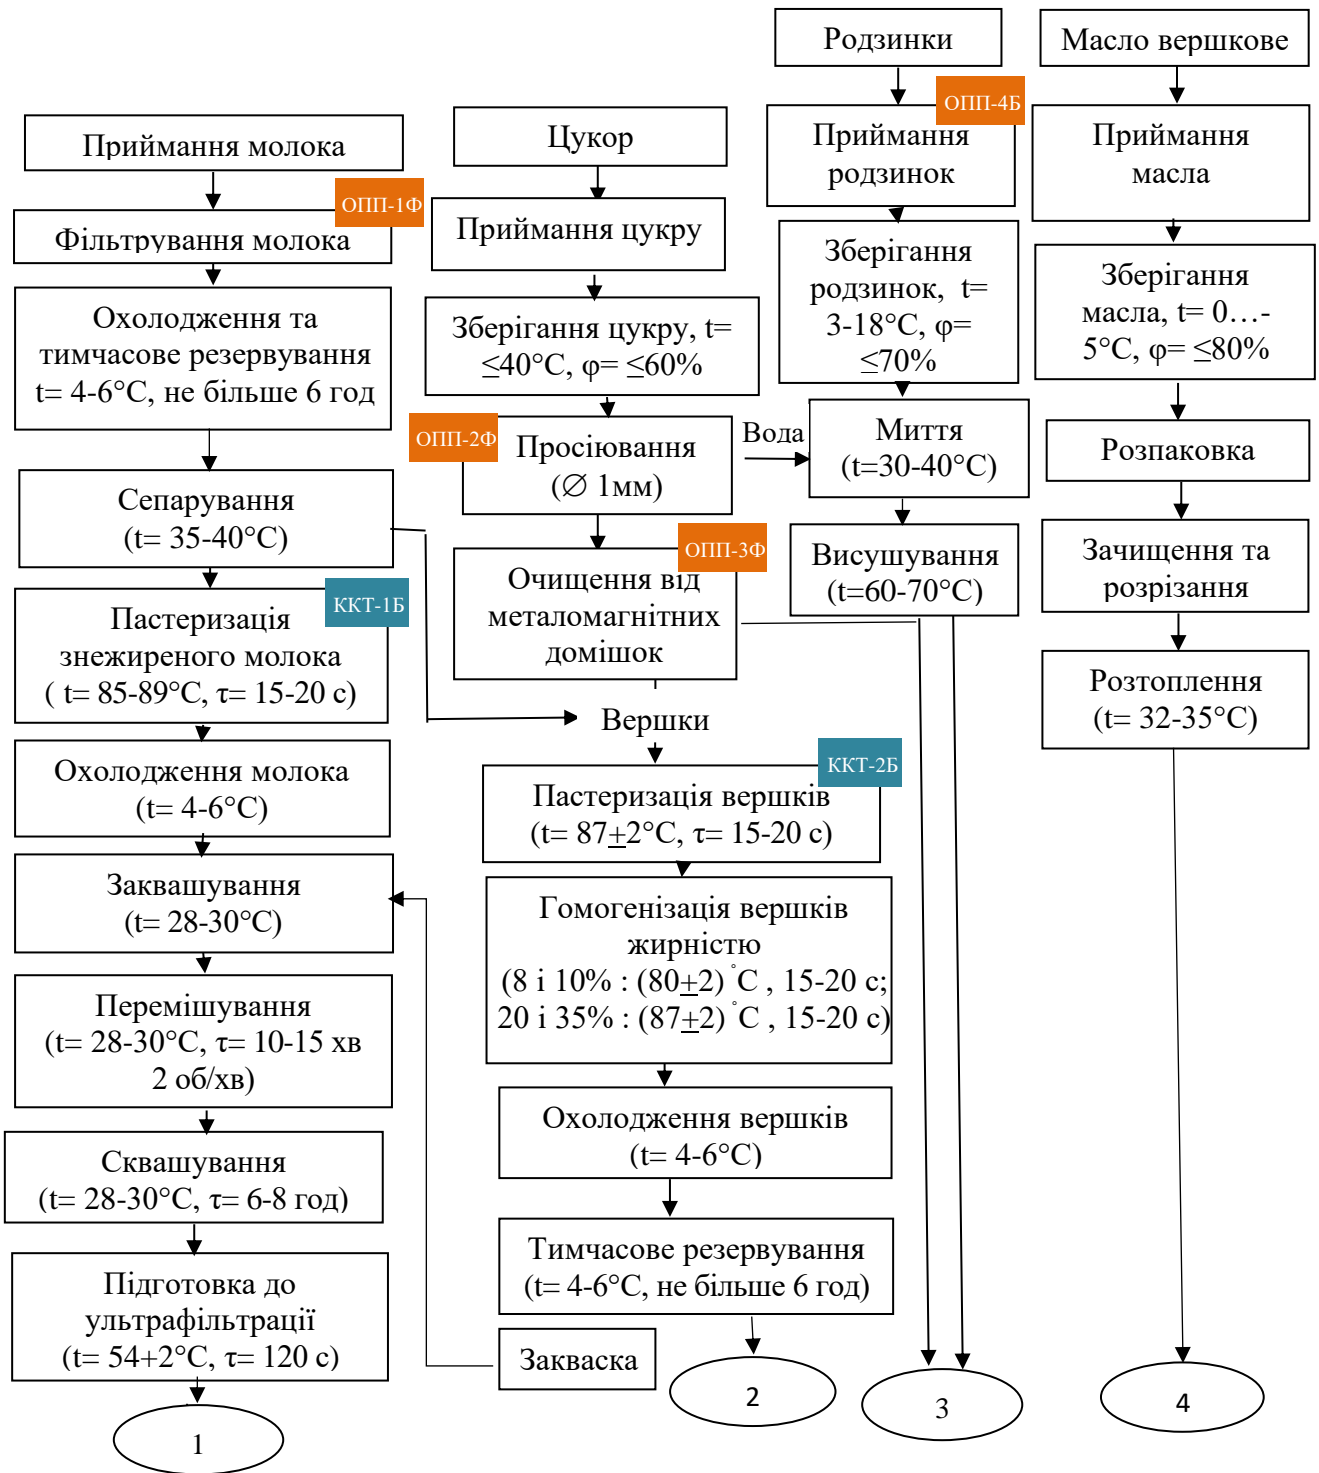 Приймання молока
ОПП-1Ф
Фільтрування молока
Охолодження та
тимчасове резервування
t= 4-6°C, не більше 6 год
Сепарування
(t= 35-40°C)
ККТ-1Б
Пастеризація
знежиреного молока
( t= 85-89°C, τ= 15-20 с)
Охолодження молока
(t= 4-6°C)
Заквашування
(t= 28-30°C)
Перемішування
(t= 28-30°C, τ= 10-15 хв
2 об/хв)
Сквашування
(t= 28-30°C, τ= 6-8 год)
Підготовка до
ультрафільтрації
(t= 54+2°C, τ= 120 с)
1
Цукор
Приймання цукру
Зберігання цукру, t=
≤40°C, φ= ≤60%
ОПП-2Ф
Просіювання
(∅ 1мм)
ОПП-3Ф
Очищення від
металомагнітних
домішок
Вершки
ККТ-2Б
Пастеризація вершків
(t= 87±2°C, τ= 15-20 с)
Гомогенізація вершків
жирністю
(8 і 10% : (80±2) °C , 15-20 с;
20 і 35% : (87±2) °C , 15-20 с)
Охолодження вершків
(t= 4-6°C)
Тимчасове резервування
(t= 4-6°C, не більше 6 год)
Закваска
2
Родзинки
ОПП-4Б
Приймання
родзинок
Зберігання
родзинок, t=
3-18°C, φ=
≤70%
Вода
Миття
(t=30-40°C)
Висушування
(t=60-70°C)
3
Масло вершкове
Приймання
масла
Зберігання
масла, t= 0…-
5°C, φ= ≤80%
Розпаковка
Зачищення та
розрізання
Розтоплення
(t= 32-35°C)
4